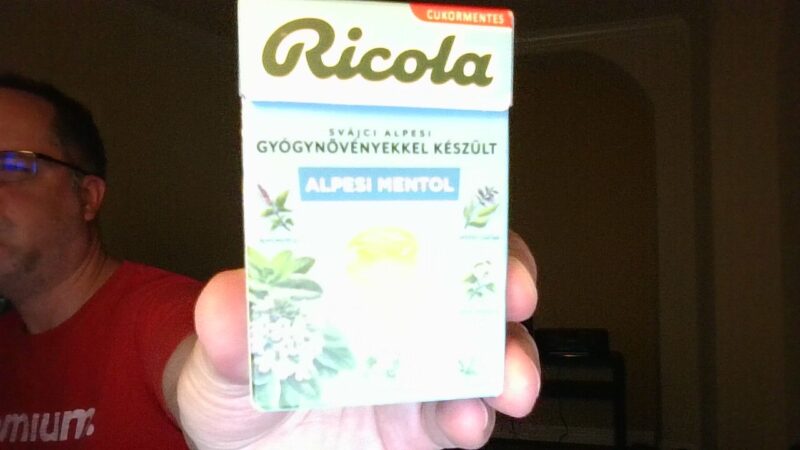 CUKORMENTES
Ricola
SVÁJCI ALPESI
GYÓGYNÖVÉNYEKKEL KÉSZÜLT
ALPESI MENTOL
mium.